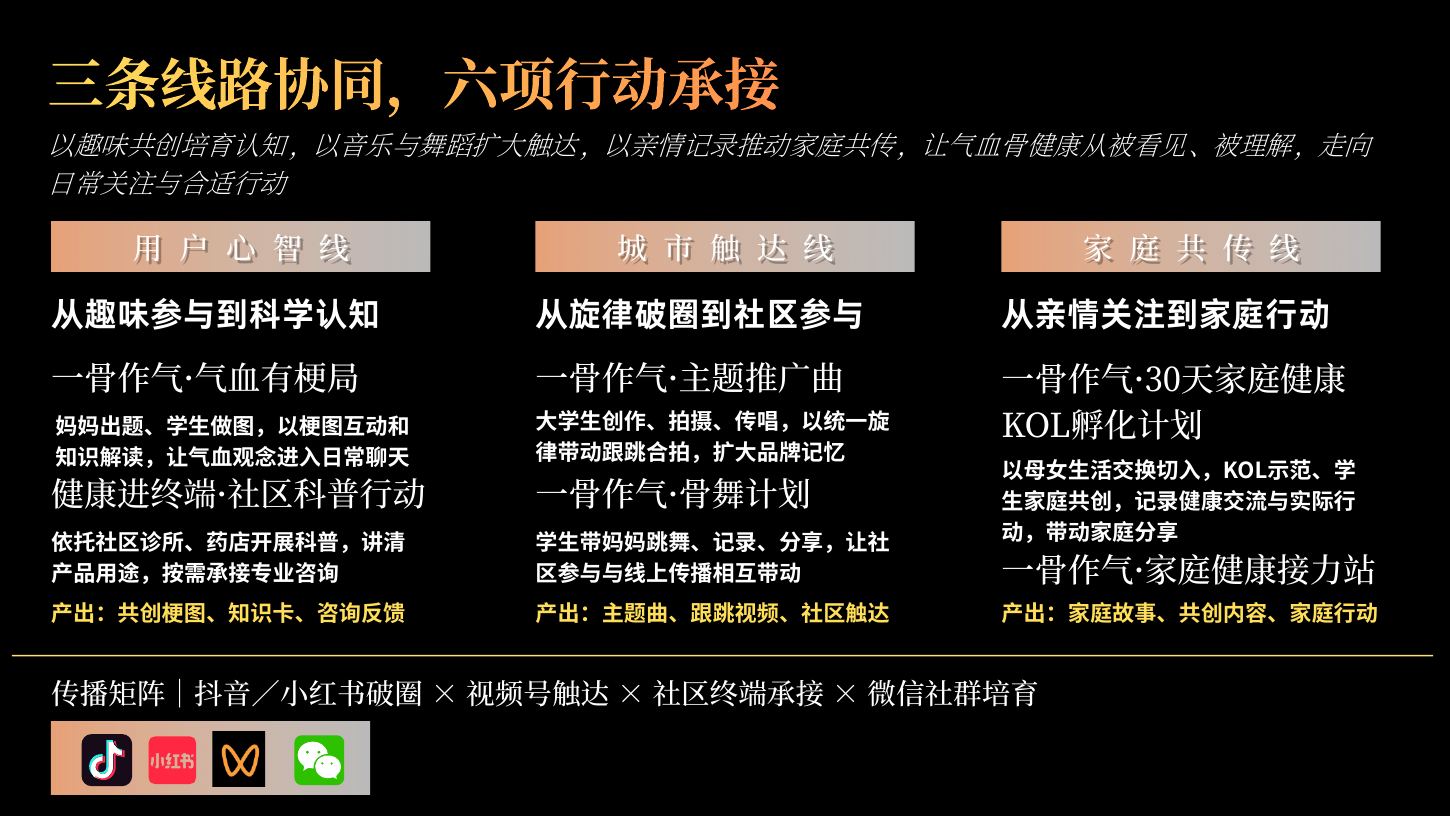 三条线路协同，六项行动承接
以趣味共创培育认知，以音乐与舞蹈扩大触达，以亲情记录推动家庭共传，让气血骨健康从被看见、被理解，走向
日常关注与合适行动
用户心智线
从趣味参与到科学认知
一骨作气·气血有梗局
妈妈出题、学生做图，以梗图互动和
知识解读，让气血观念进入日常聊天
健康进终端·社区科普行动
依托社区诊所、药店开展科普，讲清
产品用途，按需承接专业咨询
产出：共创梗图、知识卡、咨询反馈
城市触达线
从旋律破圈到社区参与
一骨作气·主题推广曲
大学生创作、拍摄、传唱，以统一旋
律带动跟跳合拍，扩大品牌记忆
一骨作气·骨舞计划
学生带妈妈跳舞、记录、分享，让社
区参与与线上传播相互带动
产出：主题曲、跟跳视频、社区触达
家庭共传线
从亲情关注到家庭行动
一骨作气·30天家庭健康
KOL孵化计划
以母女生活交换切入，KOL示范、学
生家庭共创，记录健康交流与实际行
动，带动家庭分享
一骨作气·家庭健康接力站
产出：家庭故事、共创内容、家庭行动
传播矩阵｜抖音／小红书破圈 × 视频号触达 × 社区终端承接 × 微信社群培育
小红书